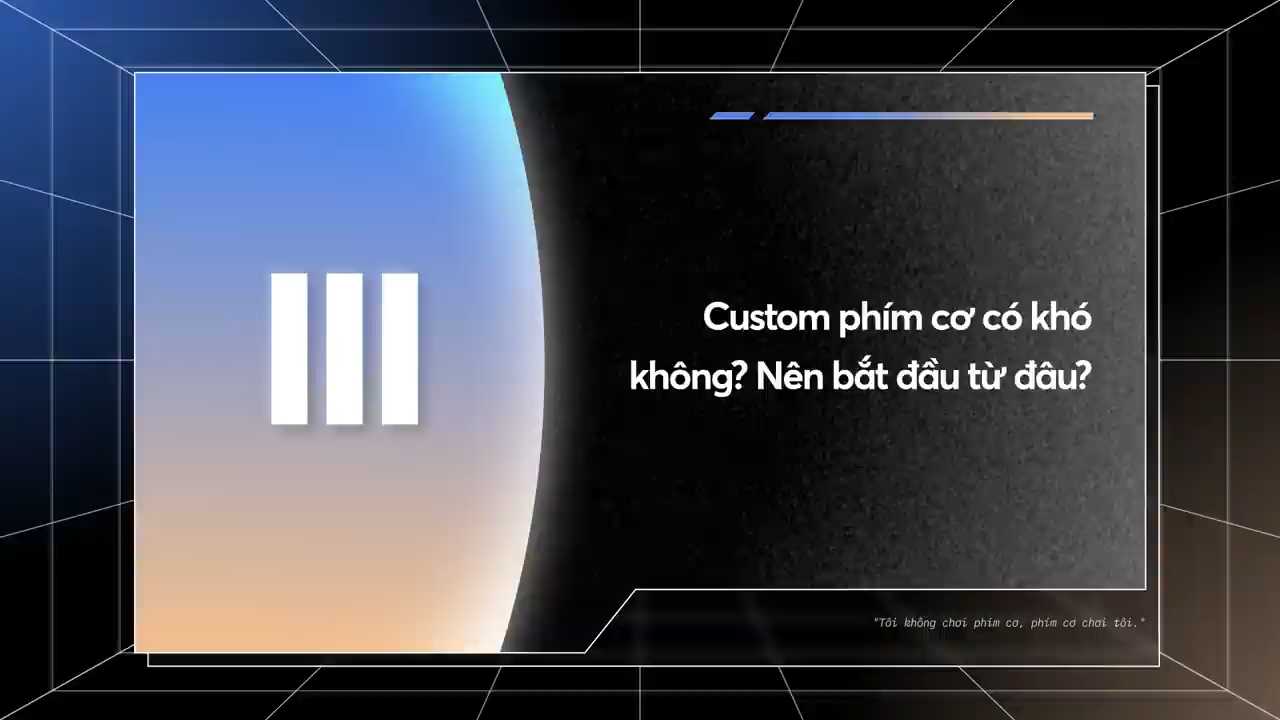 III
Custom phím cơ có khó
không? Nên bắt đầu từ đâu?
"Tôi không chơi phím cơ, phím cơ chơi tôi."